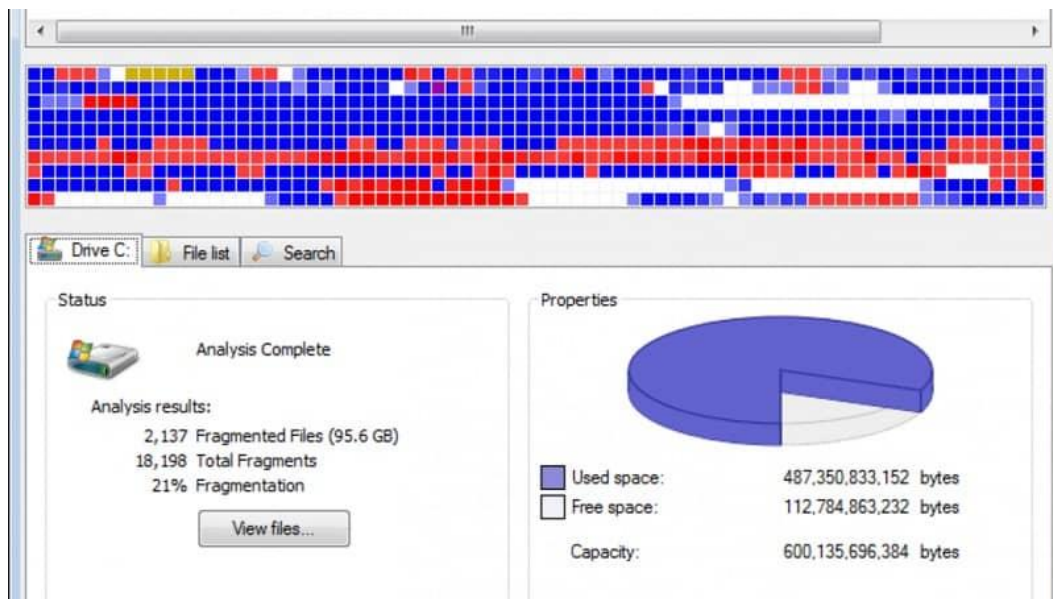 Drive C: File list Search
Status
Analysis Complete
Analysis results:
2,137 Fragmented Files (95.6 GB)
18,198 Total Fragments
21% Fragmentation
View files...
Properties
Used space: 487,350,833,152 bytes
Free space: 112,784,863,232 bytes
Capacity: 600,135,696,384 bytes